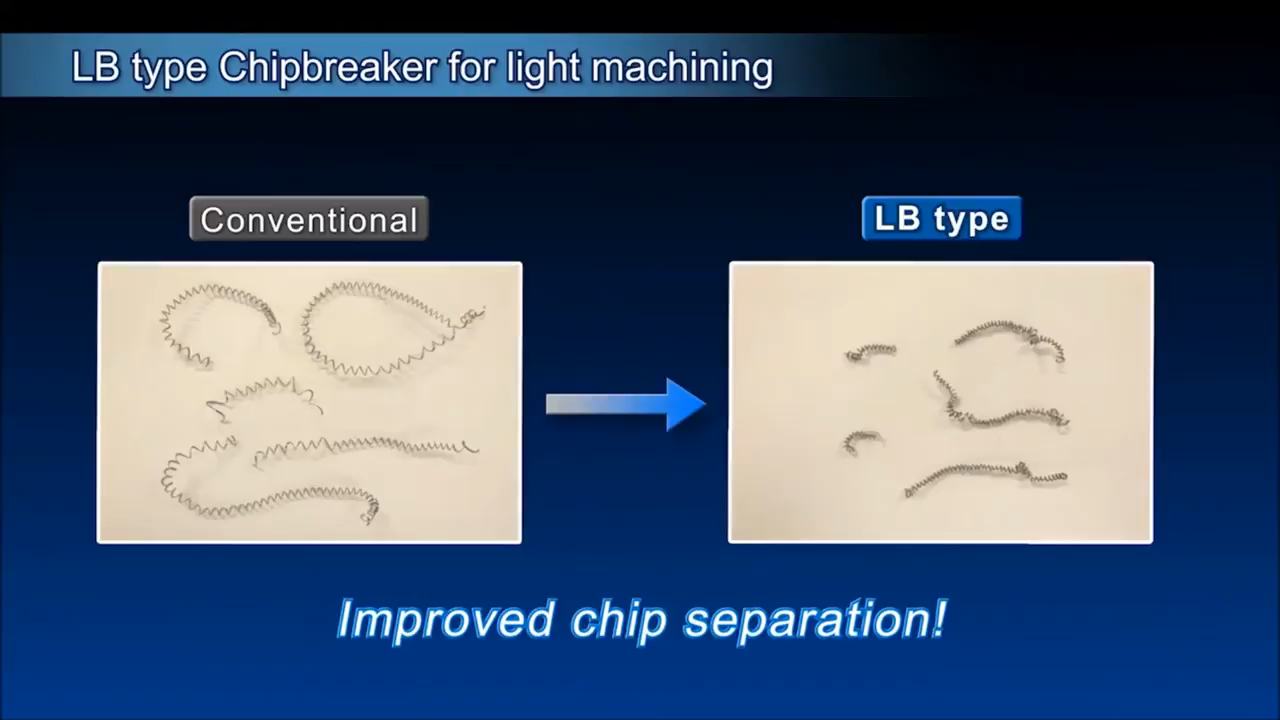 LB type Chipbreaker for light machining
Conventional
LB type
Improved chip separation!